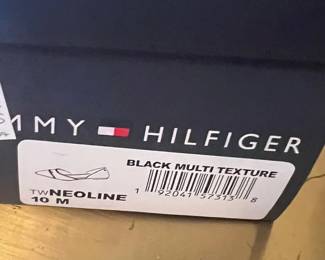 MMY HILFIGER
BLACK MULTI TEXTURE
TWNEOLINE
10 M
1 92041 57313 8